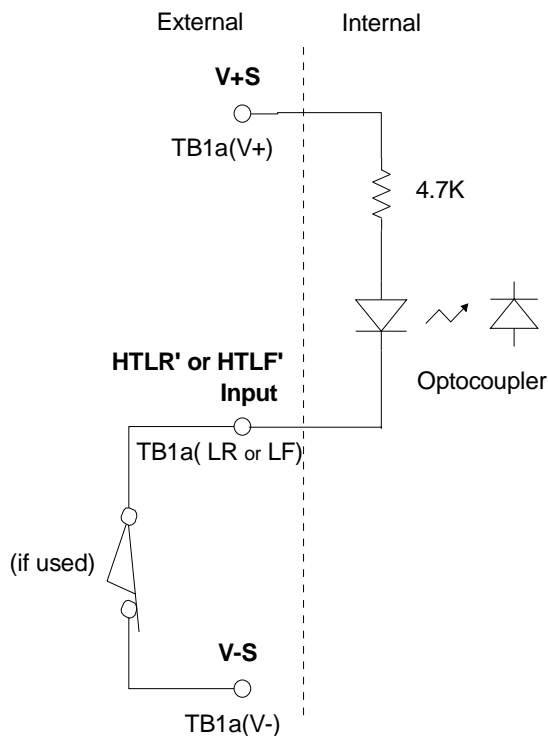 External Internal
V+S
TB1a(V+)
4.7K
HTLR' or HTLF'
Input
Optocoupler
TB1a( LR or LF)
(if used)
V-S
TB1a(V-)